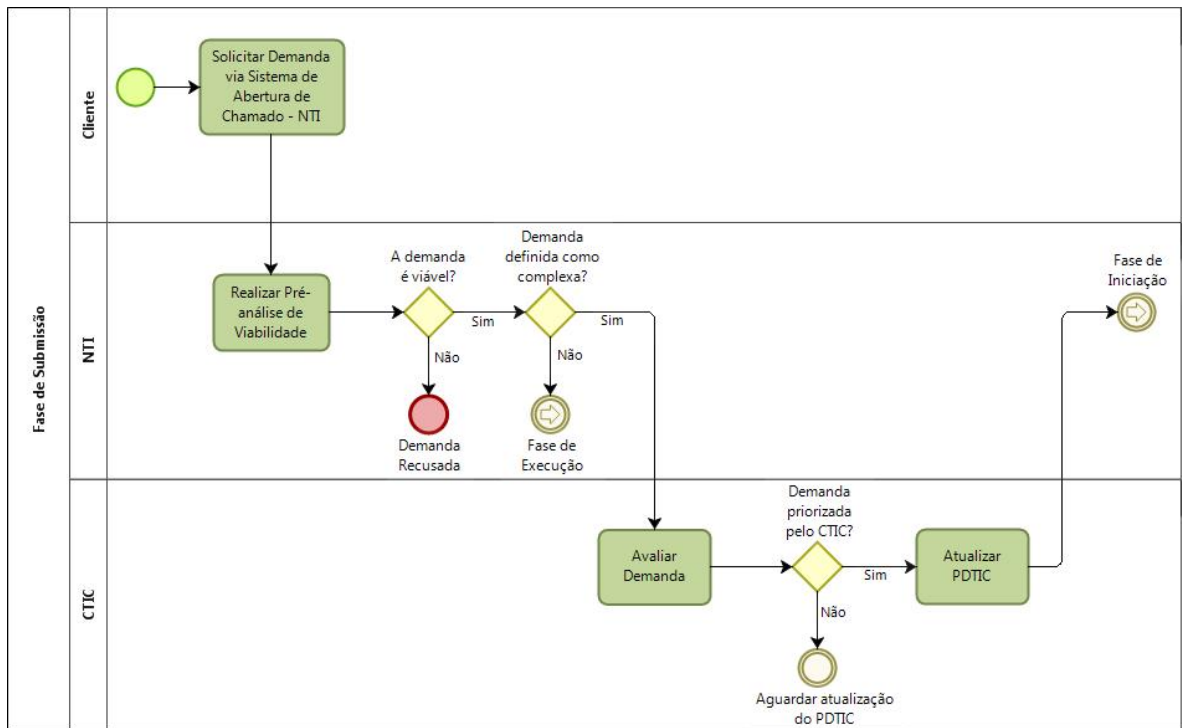 Fase de Submissão
Cliente
Solicitar Demanda
via Sistema de
Abertura de
Chamado - NTI
NTI
Realizar Pré-
análise de
Viabilidade
A demanda
é viável?
Sim
Não
Demanda
Recusada
Demanda
definida como
complexa?
Sim
Não
Fase de
Execução
Fase de
Iniciação
CTIC
Avaliar
Demanda
Demanda
priorizada
pelo CTIC?
Sim
Não
Aguardar atualização
do PDTIC
Atualizar
PDTIC